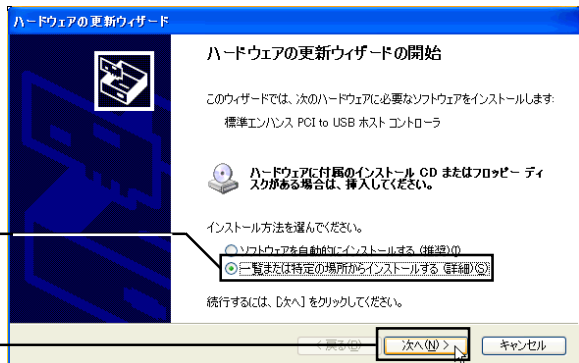 ハードウェアの更新ウィザード
ハードウェアの更新ウィザードの開始
このウィザードでは、次のハードウェアに必要なソフトウェアをインストールします:
標準エンハンス PCI to USB ホスト コントローラ
ハードウェアに付属のインストール CD またはフロッピー ディ
スクがある場合は、挿入してください。
インストール方法を選んでください。
ソフトウェアを自動的にインストールする (推奨)(I)
一覧または特定の場所からインストールする (詳細)(S)
続行するには、[次へ] をクリックしてください。
< 戻る(B) 次へ(N) > キャンセル